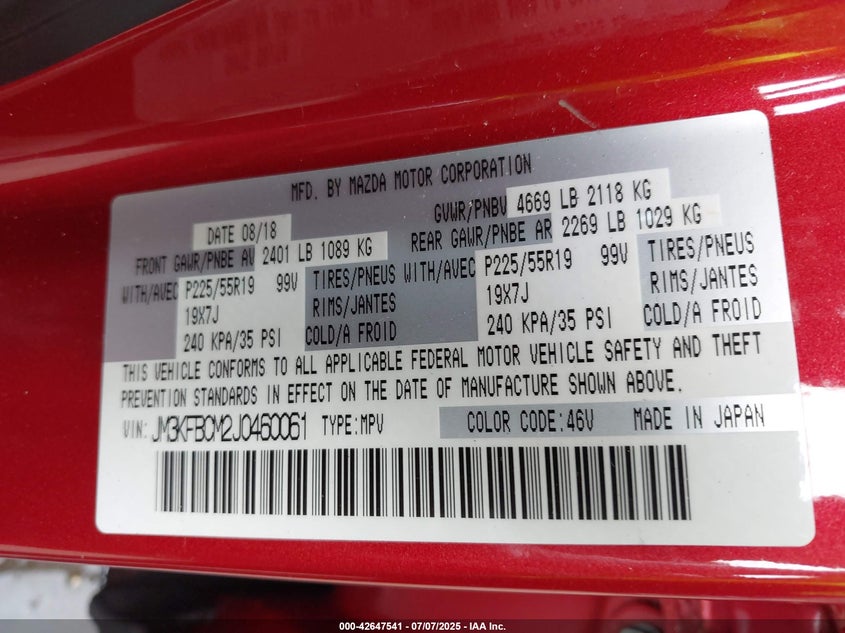 MFD. BY MAZDA MOTOR CORPORATION
DATE 08/18 GVWR/PNBV 4669 LB 2118 KG
FRONT GAWR/PNBE AV 2401 LB 1089 KG REAR GAWR/PNBE AR 2269 LB 1029 KG
WITH/AVEC P225/55R19 99V TIRES/PNEUS WITH/AVEC P225/55R19 99V TIRES/PNEUS
19X7J RIMS/JANTES 19X7J RIMS/JANTES
240 KPA/35 PSI COLD/A FROID 240 KPA/35 PSI COLD/A FROID
THIS VEHICLE CONFORMS TO ALL APPLICABLE FEDERAL MOTOR VEHICLE SAFETY AND THEFT
PREVENTION STANDARDS IN EFFECT ON THE DATE OF MANUFACTURE SHOWN ABOVE.
VIN: JM3KFBCM2J0460061 TYPE:MPV COLOR CODE:46V MADE IN JAPAN
000-42647541 - 07/07/2025 - IAA Inc.